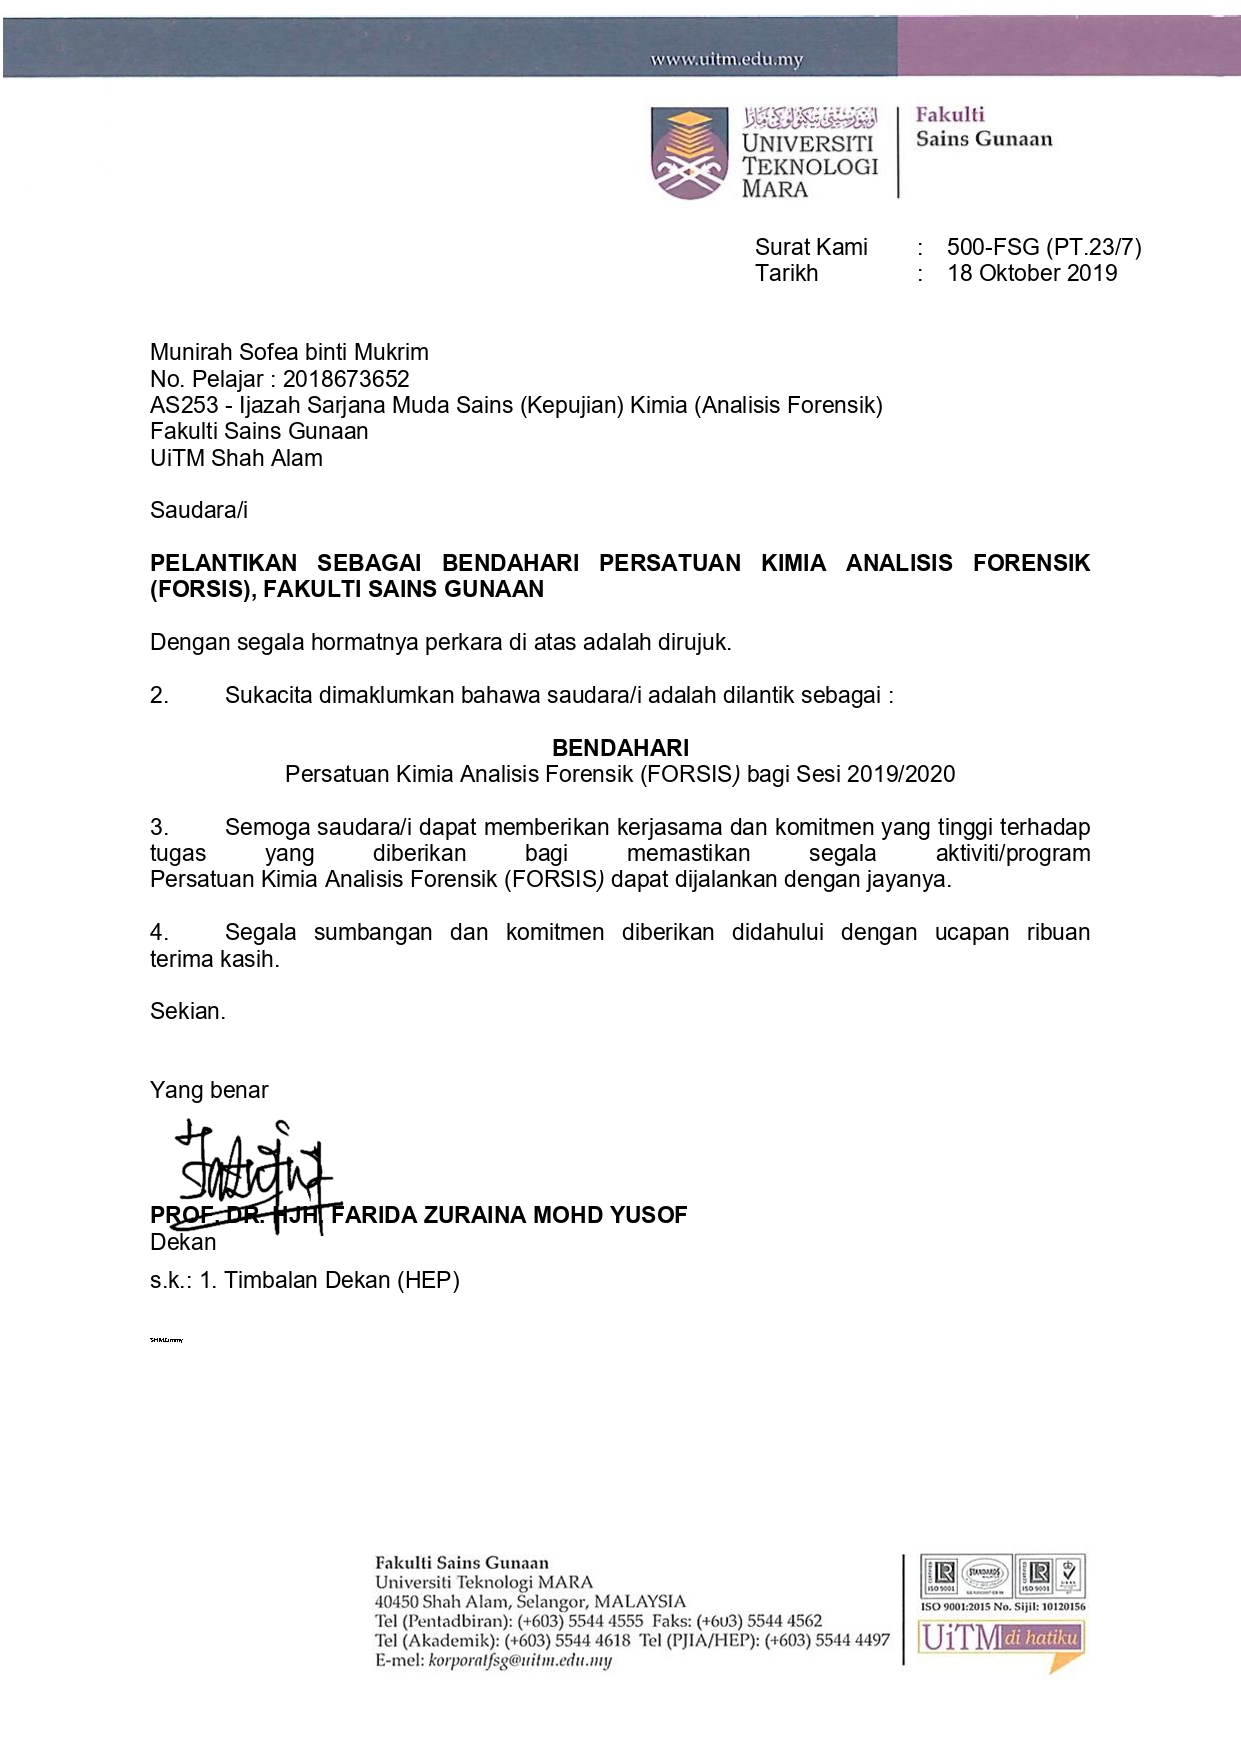 www.uitm.edu.my
UNIVERSITI
TEKNOLOGI
MARA
Fakulti
Sains Gunaan
Surat Kami : 500-FSG (PT.23/7)
Tarikh : 18 Oktober 2019
Munirah Sofea binti Mukrim
No. Pelajar : 2018673652
AS253 - Ijazah Sarjana Muda Sains (Kepujian) Kimia (Analisis Forensik)
Fakulti Sains Gunaan
UiTM Shah Alam
Saudara/i
PELANTIKAN SEBAGAI BENDAHARI PERSATUAN KIMIA ANALISIS FORENSIK
(FORSIS), FAKULTI SAINS GUNAAN
Dengan segala hormatnya perkara di atas adalah dirujuk.
2. Sukacita dimaklumkan bahawa saudara/i adalah dilantik sebagai :
BENDAHARI
Persatuan Kimia Analisis Forensik (FORSIS) bagi Sesi 2019/2020
3. Semoga saudara/i dapat memberikan kerjasama dan komitmen yang tinggi terhadap
tugas yang diberikan bagi memastikan segala aktiviti/program
Persatuan Kimia Analisis Forensik (FORSIS) dapat dijalankan dengan jayanya.
4. Segala sumbangan dan komitmen diberikan didahului dengan ucapan ribuan
terima kasih.
Sekian.
Yang benar
PROF. DR. HJH. FARIDA ZURAINA MOHD YUSOF
Dekan
s.k.: 1. Timbalan Dekan (HEP)
Fakulti Sains Gunaan
Universiti Teknologi MARA
40450 Shah Alam, Selangor, MALAYSIA
Tel (Pentadbiran): (+603) 5544 4555 Faks: (+603) 5544 4562
Tel (Akademik): (+603) 5544 4618 Tel (PJIA/HEP): (+603) 5544 4497
E-mel: korporatfsg@uitm.edu.my
LR
ISO 9001
STANDARDS
LR
ISO 9001
ISO 9001:2015 No. Sijil: 10120156
UiTM di hatiku